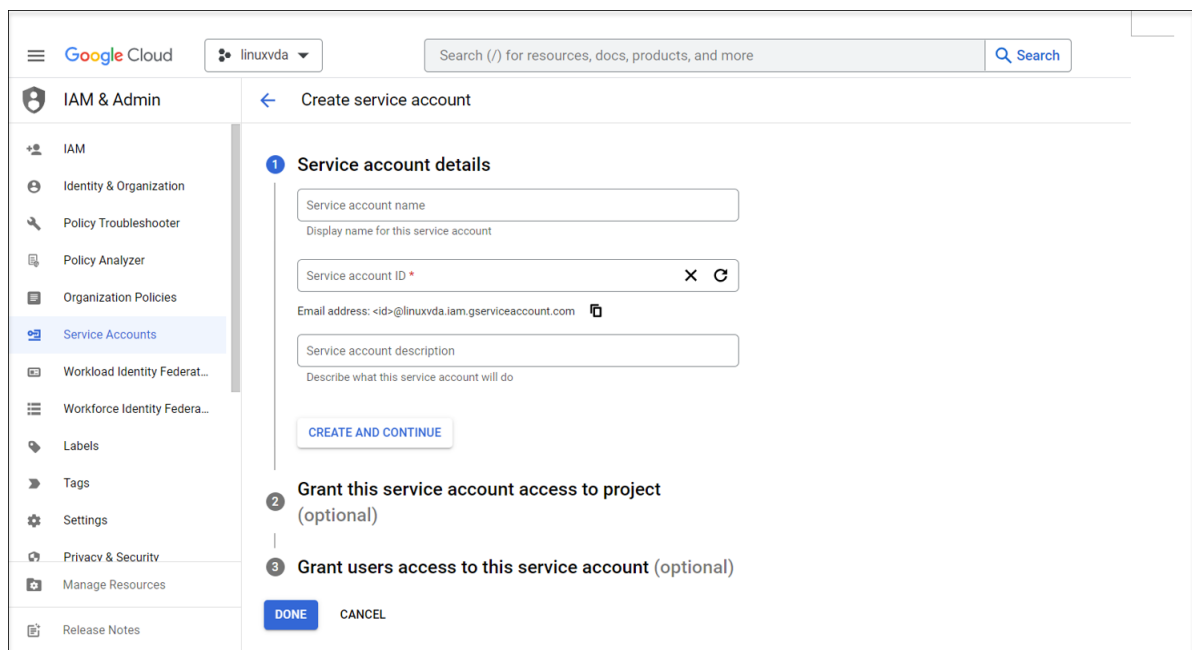 Google Cloud
linuxvda
Search (/) for resources, docs, products, and more
Search
IAM & Admin
Create service account
IAM
Identity & Organization
Policy Troubleshooter
Policy Analyzer
Organization Policies
Service Accounts
Workload Identity Federat...
Workforce Identity Federa...
Labels
Tags
Settings
Privacy & Security
Manage Resources
Release Notes
1 Service account details
Service account name
Display name for this service account
Service account ID *
Email address: <id>@linuxvda.iam.gserviceaccount.com
Service account description
Describe what this service account will do
CREATE AND CONTINUE
2 Grant this service account access to project
(optional)
3 Grant users access to this service account (optional)
DONE CANCEL